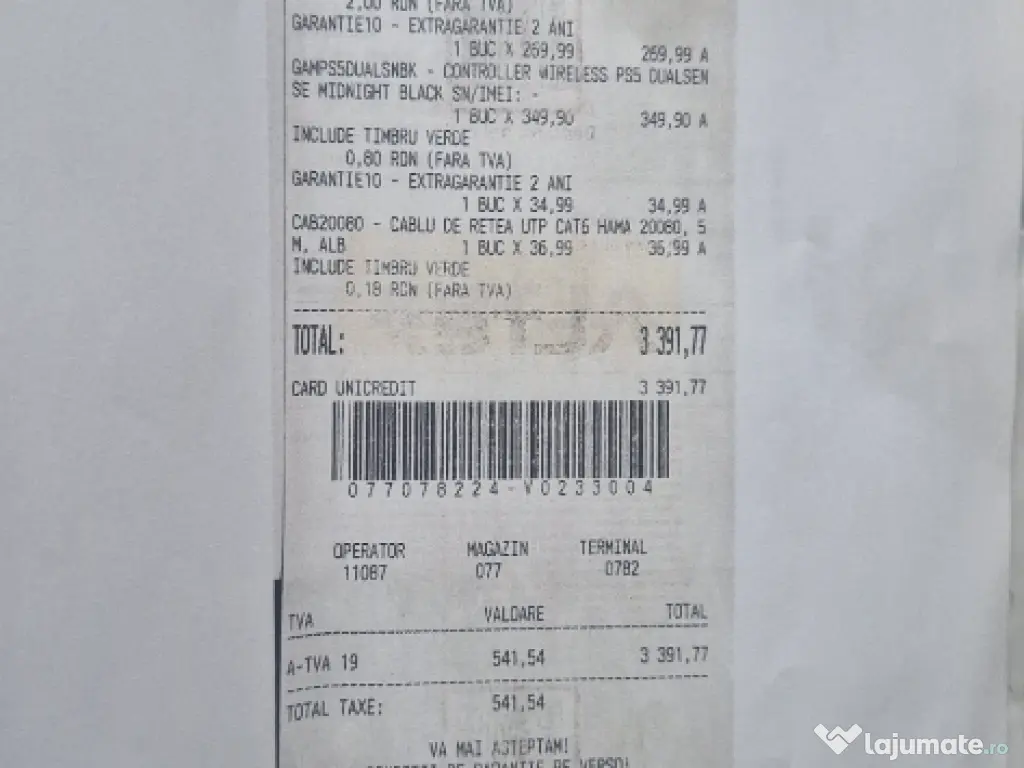 2,00 RON (FARA TVA)
GARANTIE10 - EXTRAGARANTIE 2 ANI
1 BUC X 269,99 269,99 A
GAMPS5DUALSNBK - CONTROLLER WIRELESS PS5 DUALSEN
SE MIDNIGHT BLACK SN/IMEI: -
1 BUC X 349,90 349,90 A
INCLUDE TIMBRU VERDE
0,80 RON (FARA TVA)
GARANTIE10 - EXTRAGARANTIE 2 ANI
1 BUC X 34,99 34,99 A
CAB20060 - CABLU DE RETEA UTP CAT6 HAMA 20060, 5
M, ALB 1 BUC X 36,99 36,99 A
INCLUDE TIMBRU VERDE
0,18 RON (FARA TVA)
TOTAL: 3 391,77
CARD UNICREDIT 3 391,77
077078224-V0233004
OPERATOR MAGAZIN TERMINAL
11087 077 0782
TVA VALOARE TOTAL
A-TVA 19 541,54 3 391,77
TOTAL TAXE: 541,54
VA MAI ASTEPTAM!
DE GARANTIE PE VERSO!
lajumate.ro